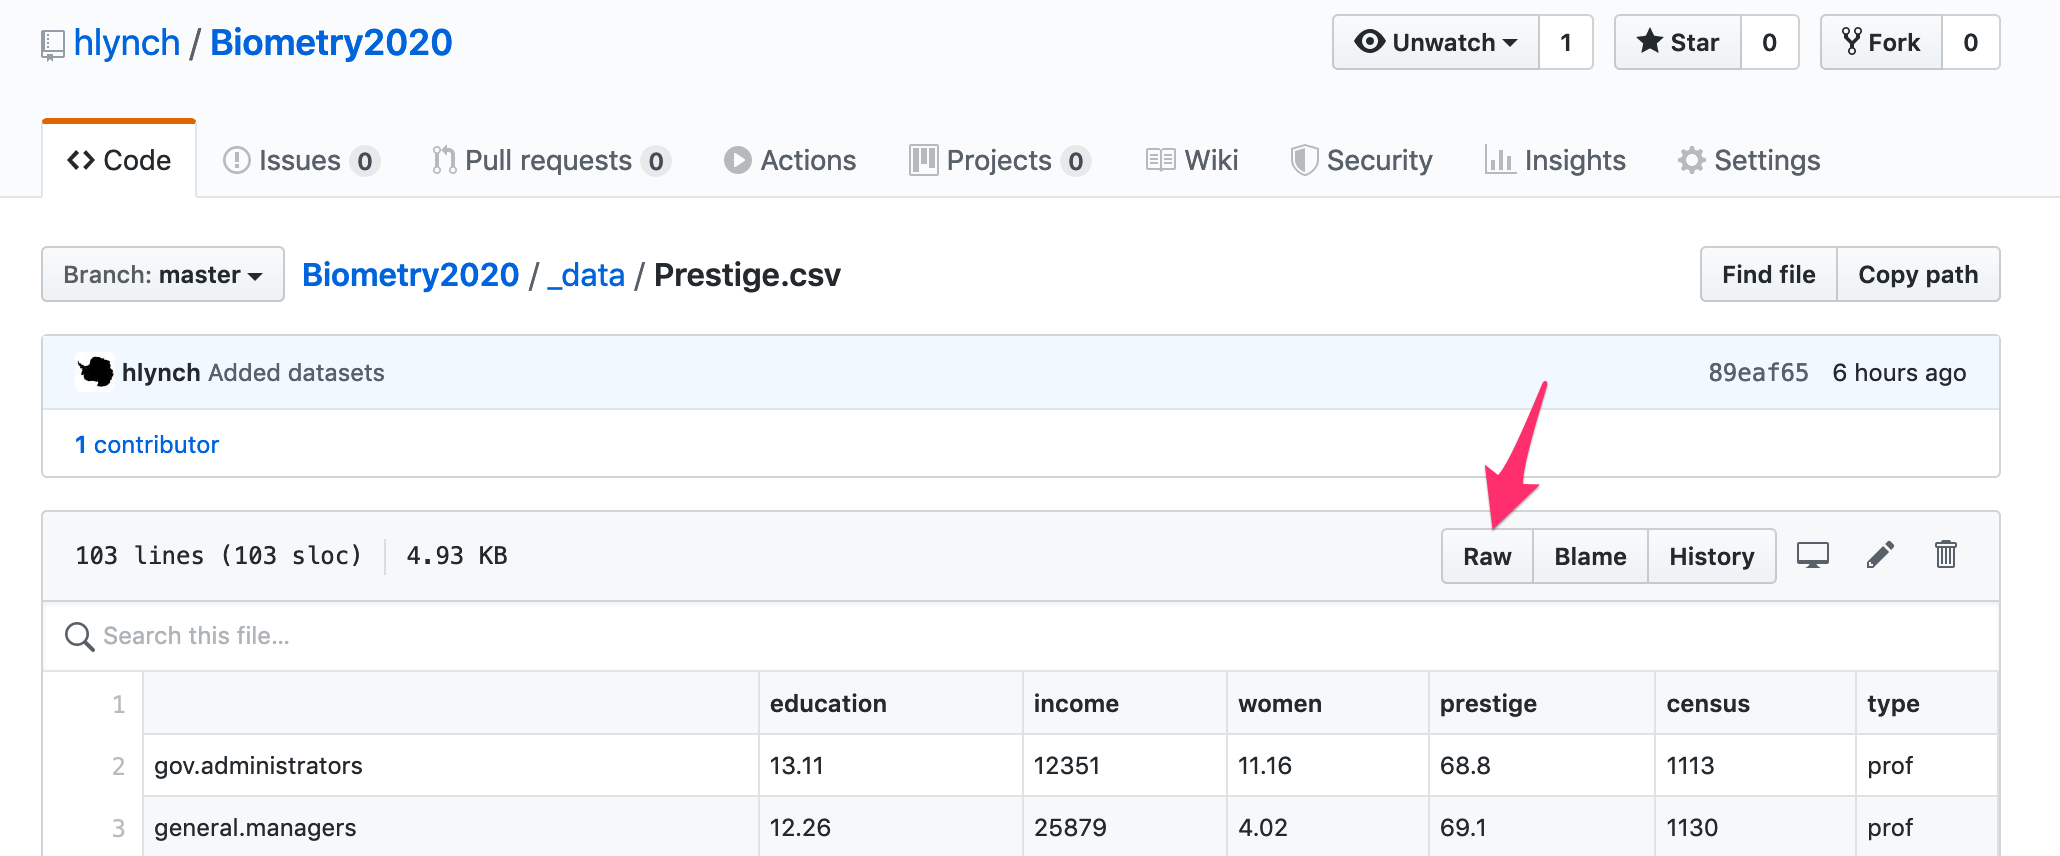 hlynch / Biometry2020
Unwatch 1 Star 0 Fork 0
Code Issues 0 Pull requests 0 Actions Projects 0 Wiki Security Insights Settings
Branch: master Biometry2020 / _data / Prestige.csv Find file Copy path
hlynch Added datasets 89eaf65 6 hours ago
1 contributor
103 lines (103 sloc) 4.93 KB Raw Blame History
Search this file...
1 education income women prestige census type
2 gov.administrators 13.11 12351 11.16 68.8 1113 prof
3 general.managers 12.26 25879 4.02 69.1 1130 prof